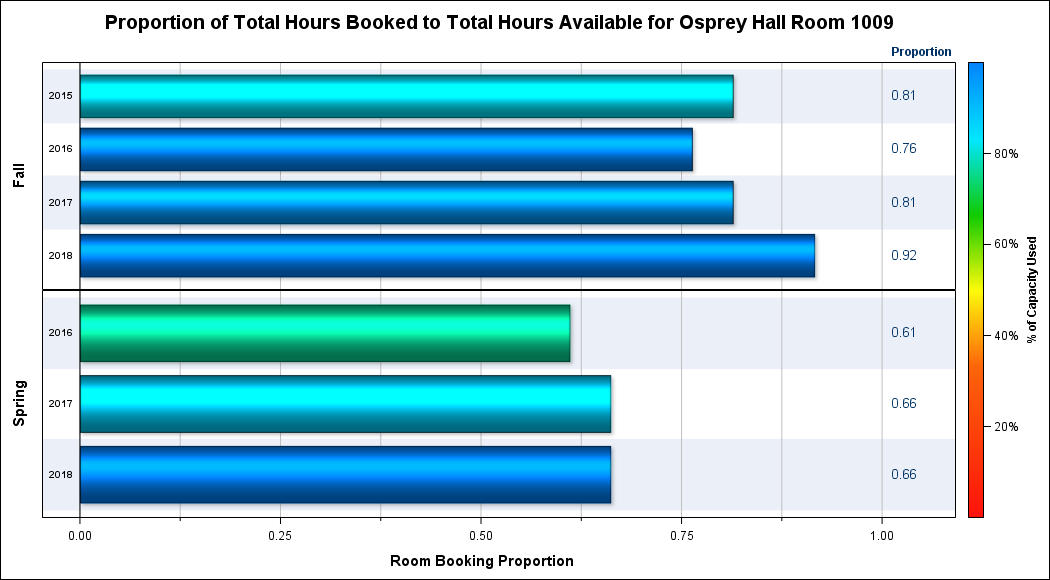 Proportion of Total Hours Booked to Total Hours Available for Osprey Hall Room 1009
Proportion
Fall
2015 0.81
2016 0.76
2017 0.81
2018 0.92
Spring
2016 0.61
2017 0.66
2018 0.66
0.00 0.25 0.50 0.75 1.00
Room Booking Proportion
80%
60%
40%
20%
% of Capacity Used